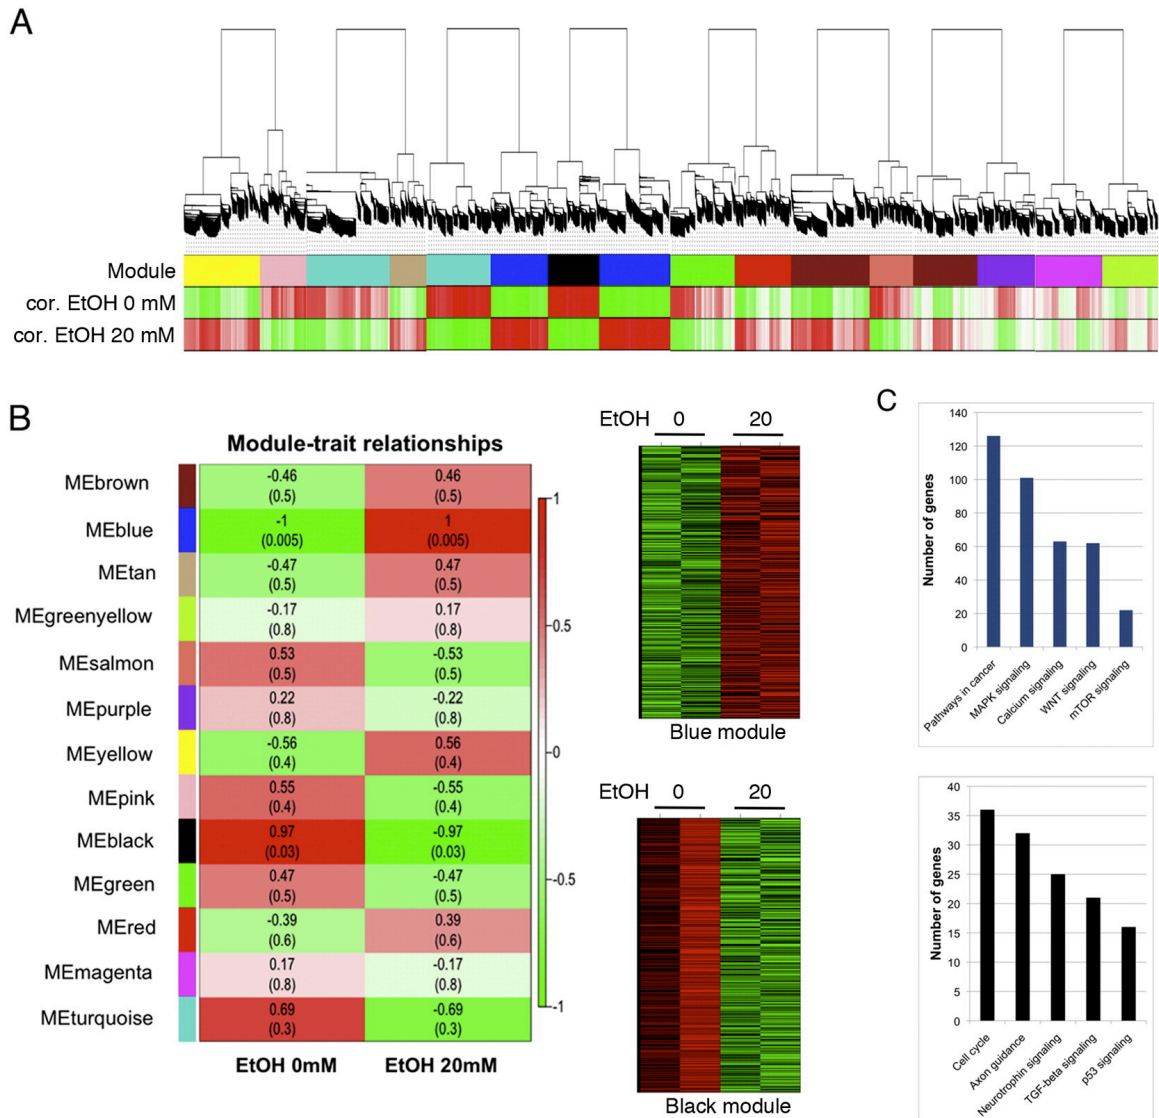 A
Module
cor. EtOH 0 mM
cor. EtOH 20 mM
B
Module-trait relationships
MEbrown -0.46 0.46
(0.5) (0.5)
MEblue -1 1
(0.005) (0.005)
MEtan -0.47 0.47
(0.5) (0.5)
MEgreenyellow -0.17 0.17
(0.8) (0.8)
MEsalmon 0.53 -0.53
(0.5) (0.5)
MEpurple 0.22 -0.22
(0.8) (0.8)
MEyellow -0.56 0.56
(0.4) (0.4)
MEpink 0.55 -0.55
(0.4) (0.4)
MEblack 0.97 -0.97
(0.03) (0.03)
MEgreen 0.47 -0.47
(0.5) (0.5)
MEred -0.39 0.39
(0.6) (0.6)
MEmagenta 0.17 -0.17
(0.8) (0.8)
MEturquoise 0.69 -0.69
(0.3) (0.3)
EtOH 0mM EtOH 20mM
1
0.5
0
-0.5
-1
EtOH 0 20
Blue module
EtOH 0 20
Black module
C
Number of genes
140
120
100
80
60
40
20
0
Pathways in cancer
MAPK signaling
Calcium signaling
WNT signaling
mTOR signaling
Number of genes
40
35
30
25
20
15
10
5
0
Cell cycle
Axon guidance
Neurotrophin signaling
TGF-beta signaling
p53 signaling